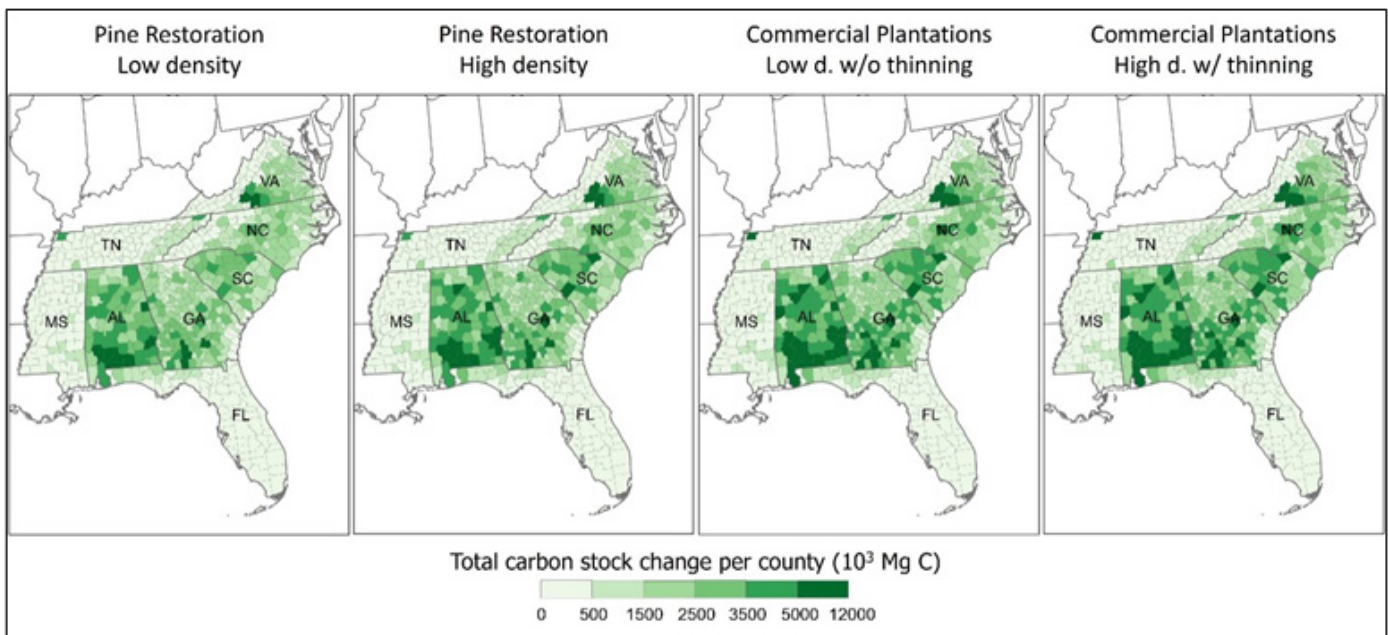 Pine Restoration
Low density
Pine Restoration
High density
Commercial Plantations
Low d. w/o thinning
Commercial Plantations
High d. w/ thinning
VA
NC
TN
SC
MS
AL
GA
FL
VA
NC
TN
SC
MS
AL
GA
FL
VA
NC
TN
SC
MS
AL
GA
FL
VA
NC
TN
SC
MS
AL
GA
FL
Total carbon stock change per county (10³ Mg C)
0 500 1500 2500 3500 5000 12000